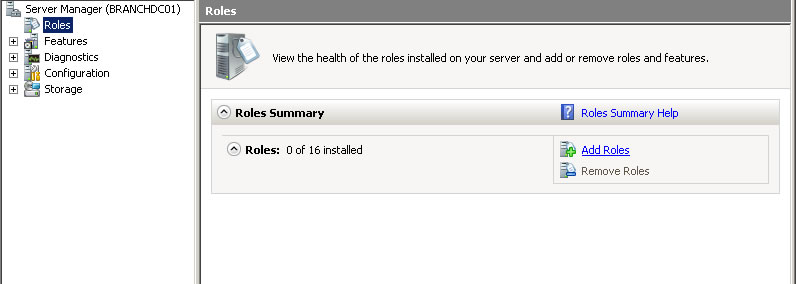 Server Manager (BRANCHDC01)
Roles
Features
Diagnostics
Configuration
Storage
Roles
View the health of the roles installed on your server and add or remove roles and features.
Roles Summary
Roles Summary Help
Roles: 0 of 16 installed
Add Roles
Remove Roles